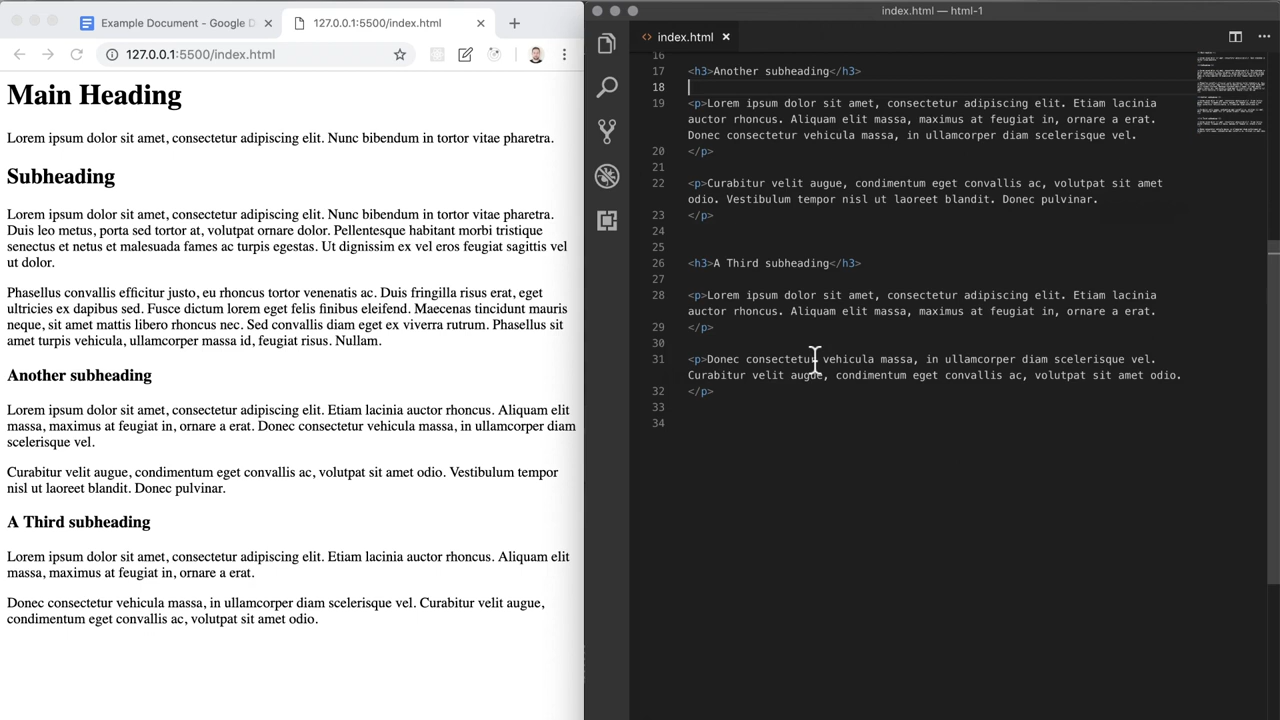 Example Document - Google D
127.0.0.1:5500/index.html
127.0.0.1:5500/index.html
Main Heading
Lorem ipsum dolor sit amet, consectetur adipiscing elit. Nunc bibendum in tortor vitae pharetra.
Subheading
Lorem ipsum dolor sit amet, consectetur adipiscing elit. Nunc bibendum in tortor vitae pharetra.
Duis leo metus, porta sed tortor at, volutpat ornare dolor. Pellentesque habitant morbi tristique
senectus et netus et malesuada fames ac turpis egestas. Ut dignissim ex vel eros feugiat sagittis vel
ut dolor.
Phasellus convallis efficitur justo, eu rhoncus tortor venenatis ac. Duis fringilla risus erat, eget
ultricies ex dapibus sed. Fusce dictum lorem eget felis finibus eleifend. Maecenas tincidunt mauris
neque, sit amet mattis libero rhoncus nec. Sed convallis diam eget ex viverra rutrum. Phasellus sit
amet turpis vehicula, ullamcorper massa id, feugiat risus. Nullam.
Another subheading
Lorem ipsum dolor sit amet, consectetur adipiscing elit. Etiam lacinia auctor rhoncus. Aliquam elit
massa, maximus at feugiat in, ornare a erat. Donec consectetur vehicula massa, in ullamcorper diam
scelerisque vel.
Curabitur velit augue, condimentum eget convallis ac, volutpat sit amet odio. Vestibulum tempor
nisl ut laoreet blandit. Donec pulvinar.
A Third subheading
Lorem ipsum dolor sit amet, consectetur adipiscing elit. Etiam lacinia auctor rhoncus. Aliquam elit
massa, maximus at feugiat in, ornare a erat.
Donec consectetur vehicula massa, in ullamcorper diam scelerisque vel. Curabitur velit augue,
condimentum eget convallis ac, volutpat sit amet odio.
index.html — html-1
index.html
16
17 <h3>Another subheading</h3>
18
19 <p>Lorem ipsum dolor sit amet, consectetur adipiscing elit. Etiam lacinia
auctor rhoncus. Aliquam elit massa, maximus at feugiat in, ornare a erat.
Donec consectetur vehicula massa, in ullamcorper diam scelerisque vel.
20 </p>
21
22 <p>Curabitur velit augue, condimentum eget convallis ac, volutpat sit amet
odio. Vestibulum tempor nisl ut laoreet blandit. Donec pulvinar.
23 </p>
24
25
26 <h3>A Third subheading</h3>
27
28 <p>Lorem ipsum dolor sit amet, consectetur adipiscing elit. Etiam lacinia
auctor rhoncus. Aliquam elit massa, maximus at feugiat in, ornare a erat.
29 </p>
30
31 <p>Donec consectetur vehicula massa, in ullamcorper diam scelerisque vel.
Curabitur velit augue, condimentum eget convallis ac, volutpat sit amet odio.
32 </p>
33
34